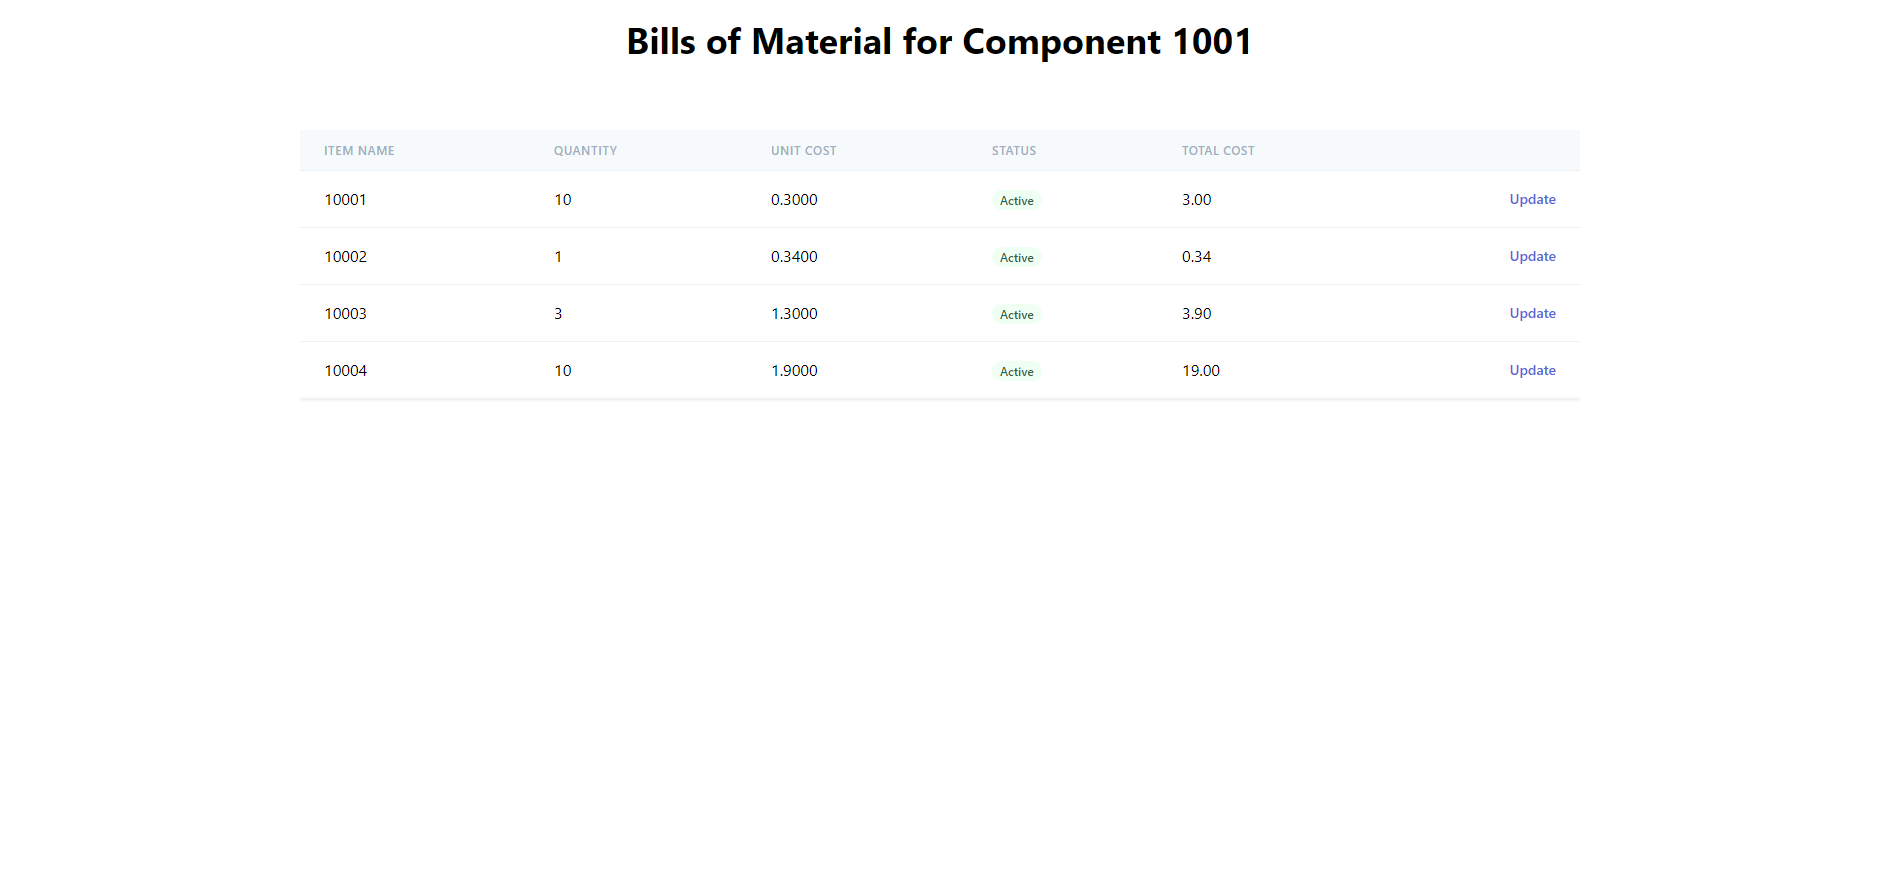 Bills of Material for Component 1001
ITEM NAME QUANTITY UNIT COST STATUS TOTAL COST
10001 10 0.3000 Active 3.00 Update
10002 1 0.3400 Active 0.34 Update
10003 3 1.3000 Active 3.90 Update
10004 10 1.9000 Active 19.00 Update